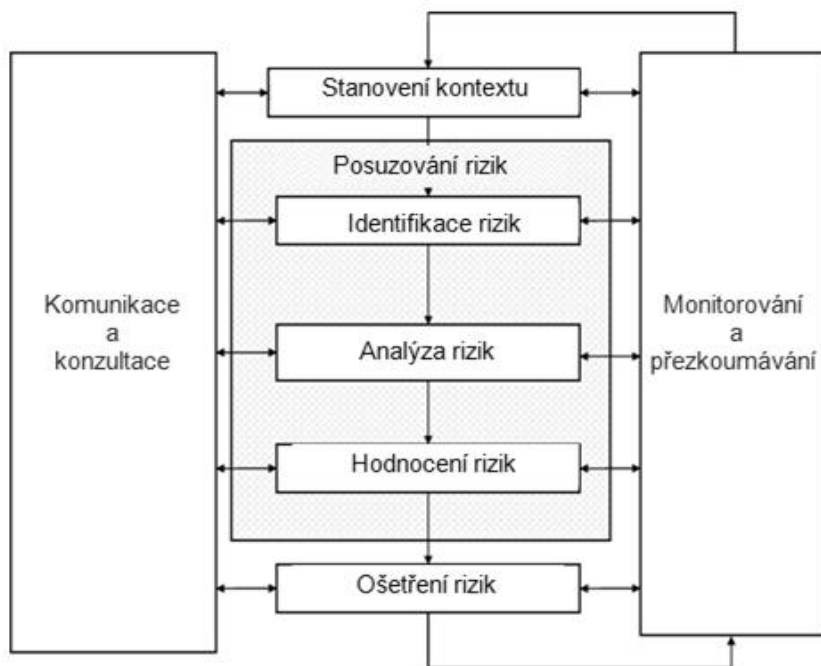 Stanovení kontextu
Posuzování rizik
Identifikace rizik
Komunikace
a
konzultace
Analýza rizik
Monitorování
a
přezkoumávání
Hodnocení rizik
Ošetření rizik